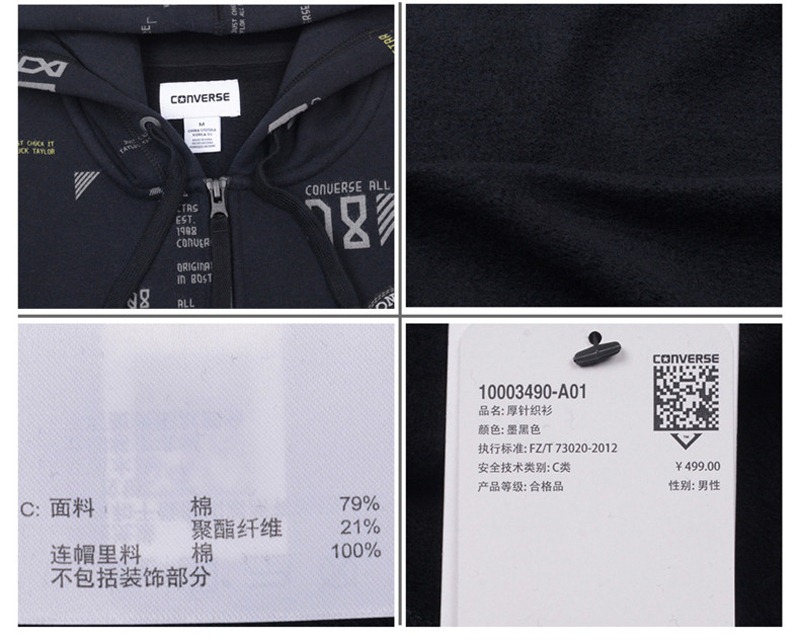 CONVERSE
M
CONVERSE ALL
EST.
1988
ORIGINA
IN BOST
ALL
C: 面料 棉 79%
聚酯纤维 21%
连帽里料 棉 100%
不包括装饰部分
CONVERSE
10003490-A01
品名: 厚针织衫
颜色: 墨黑色
执行标准: FZ/T 73020-2012
安全技术类别: C类
¥ 499.00
产品等级: 合格品
性别: 男性